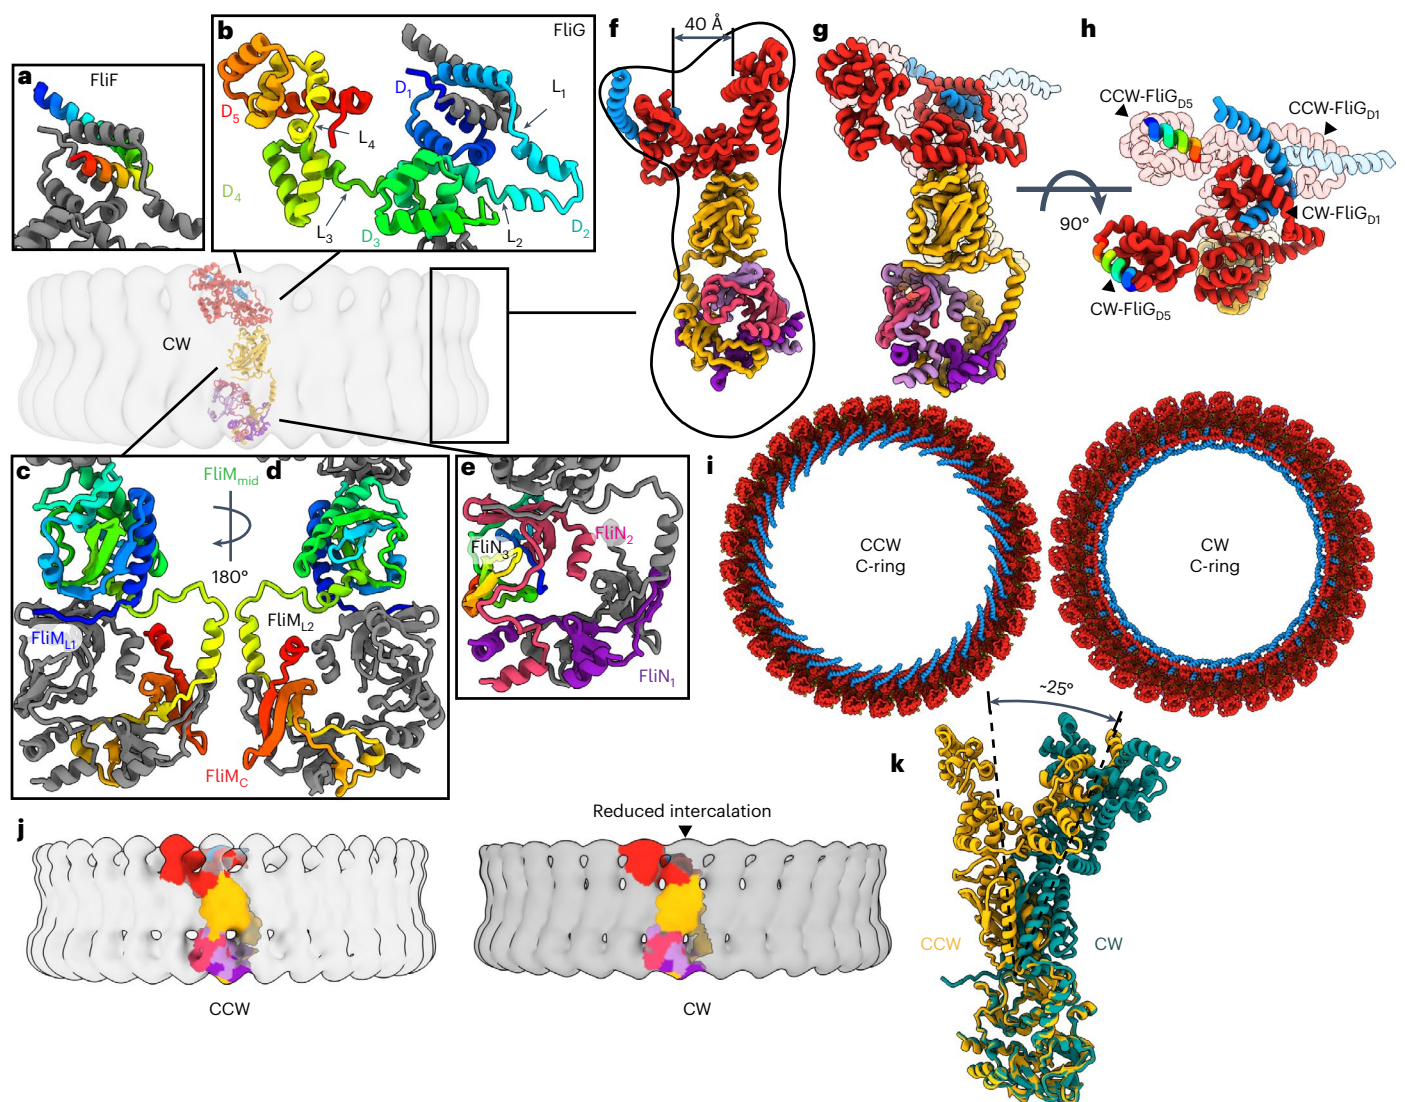 a
FliF
b
FliG
D5
D1
L1
L4
D4
L3
D3
L2
D2
f
40 Å
g
h
CCW-FliGD5
CCW-FliGD1
CW-FliGD1
CW-FliGD5
90°
CW
c
FliMmid
d
180°
FliML1
FliML2
FliMC
e
FliN3
FliN2
FliN1
i
CCW
C-ring
CW
C-ring
~25°
k
CCW
CW
j
Reduced intercalation
CCW
CW